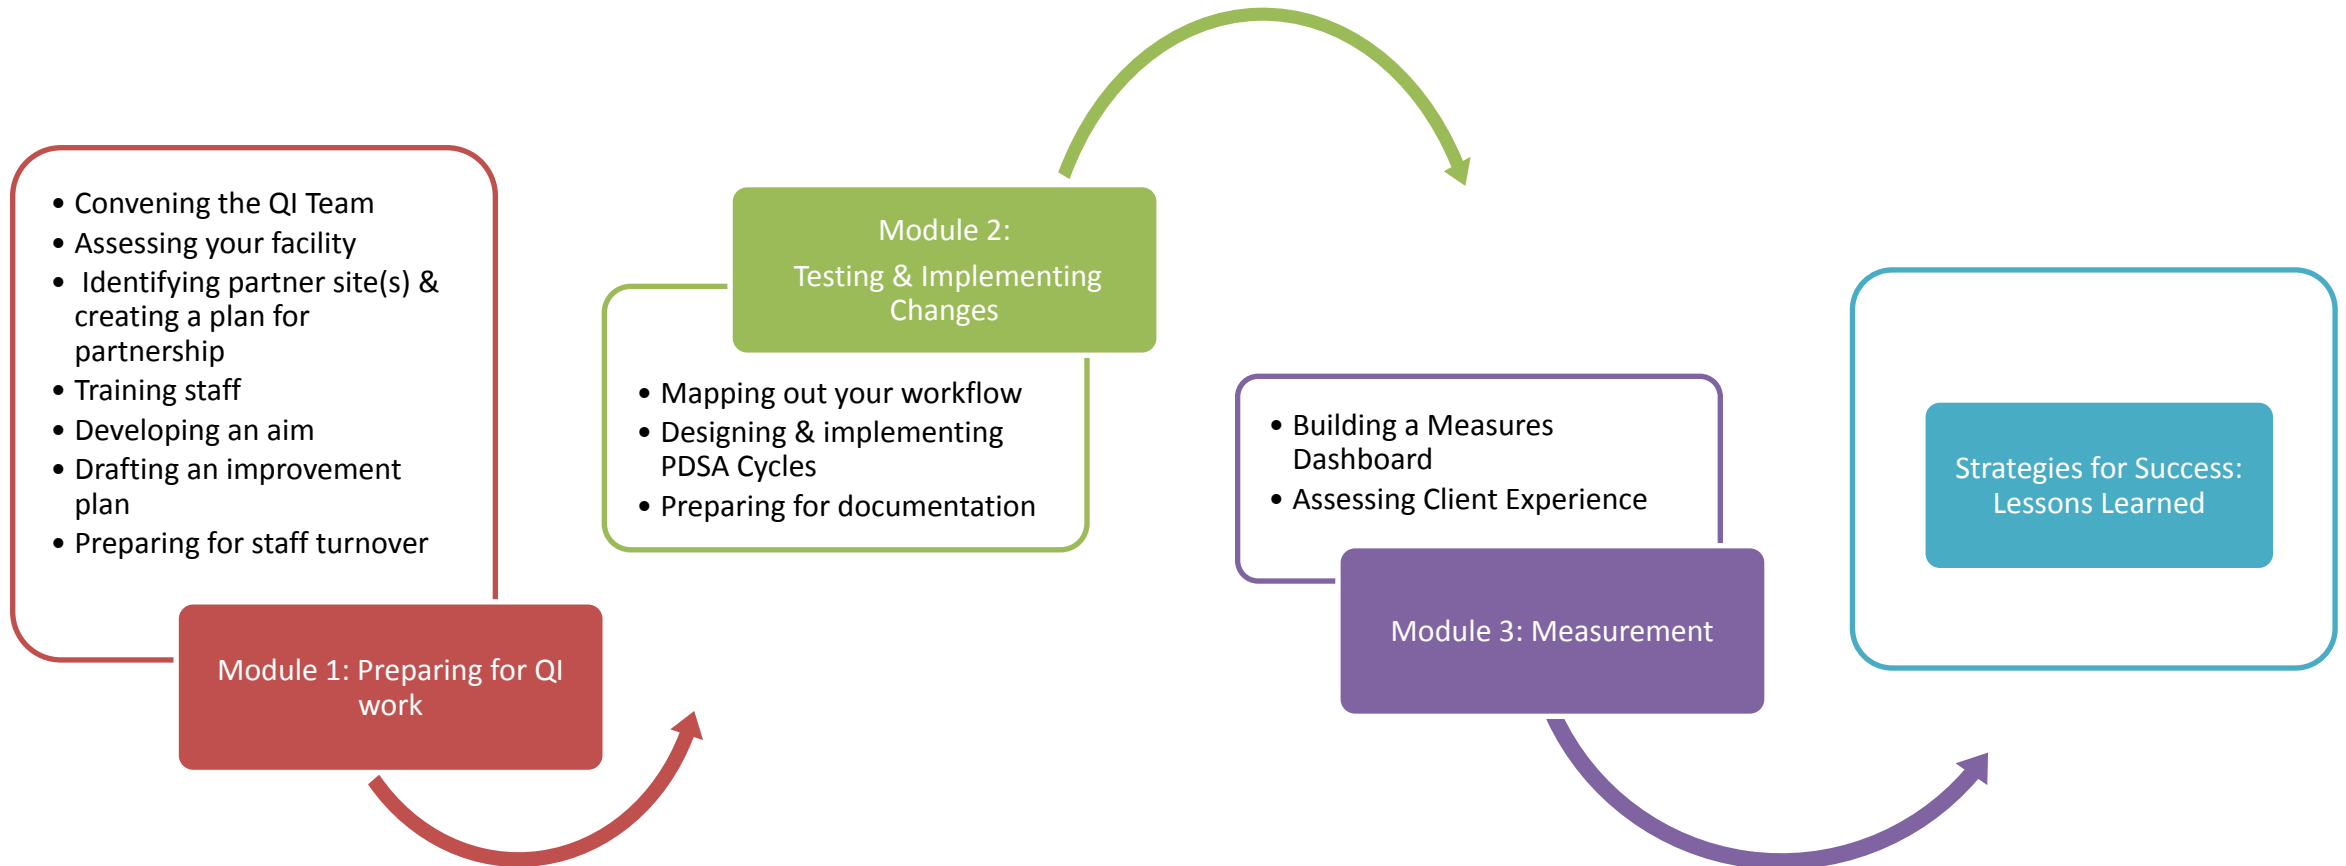 • Convening the QI Team
• Assessing your facility
• Identifying partner site(s) &
creating a plan for
partnership
• Training staff
• Developing an aim
• Drafting an improvement
plan
• Preparing for staff turnover
Module 1: Preparing for QI
work
Module 2:
Testing & Implementing
Changes
• Mapping out your workflow
• Designing & implementing
PDSA Cycles
• Preparing for documentation
• Building a Measures
Dashboard
• Assessing Client Experience
Module 3: Measurement
Strategies for Success:
Lessons Learned